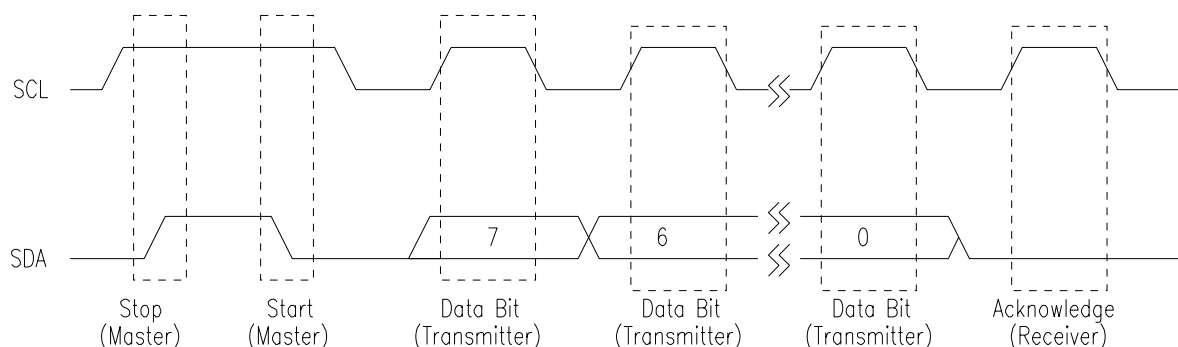 SCL
SDA
7
6
0
Stop
(Master)
Start
(Master)
Data Bit
(Transmitter)
Data Bit
(Transmitter)
Data Bit
(Transmitter)
Acknowledge
(Receiver)